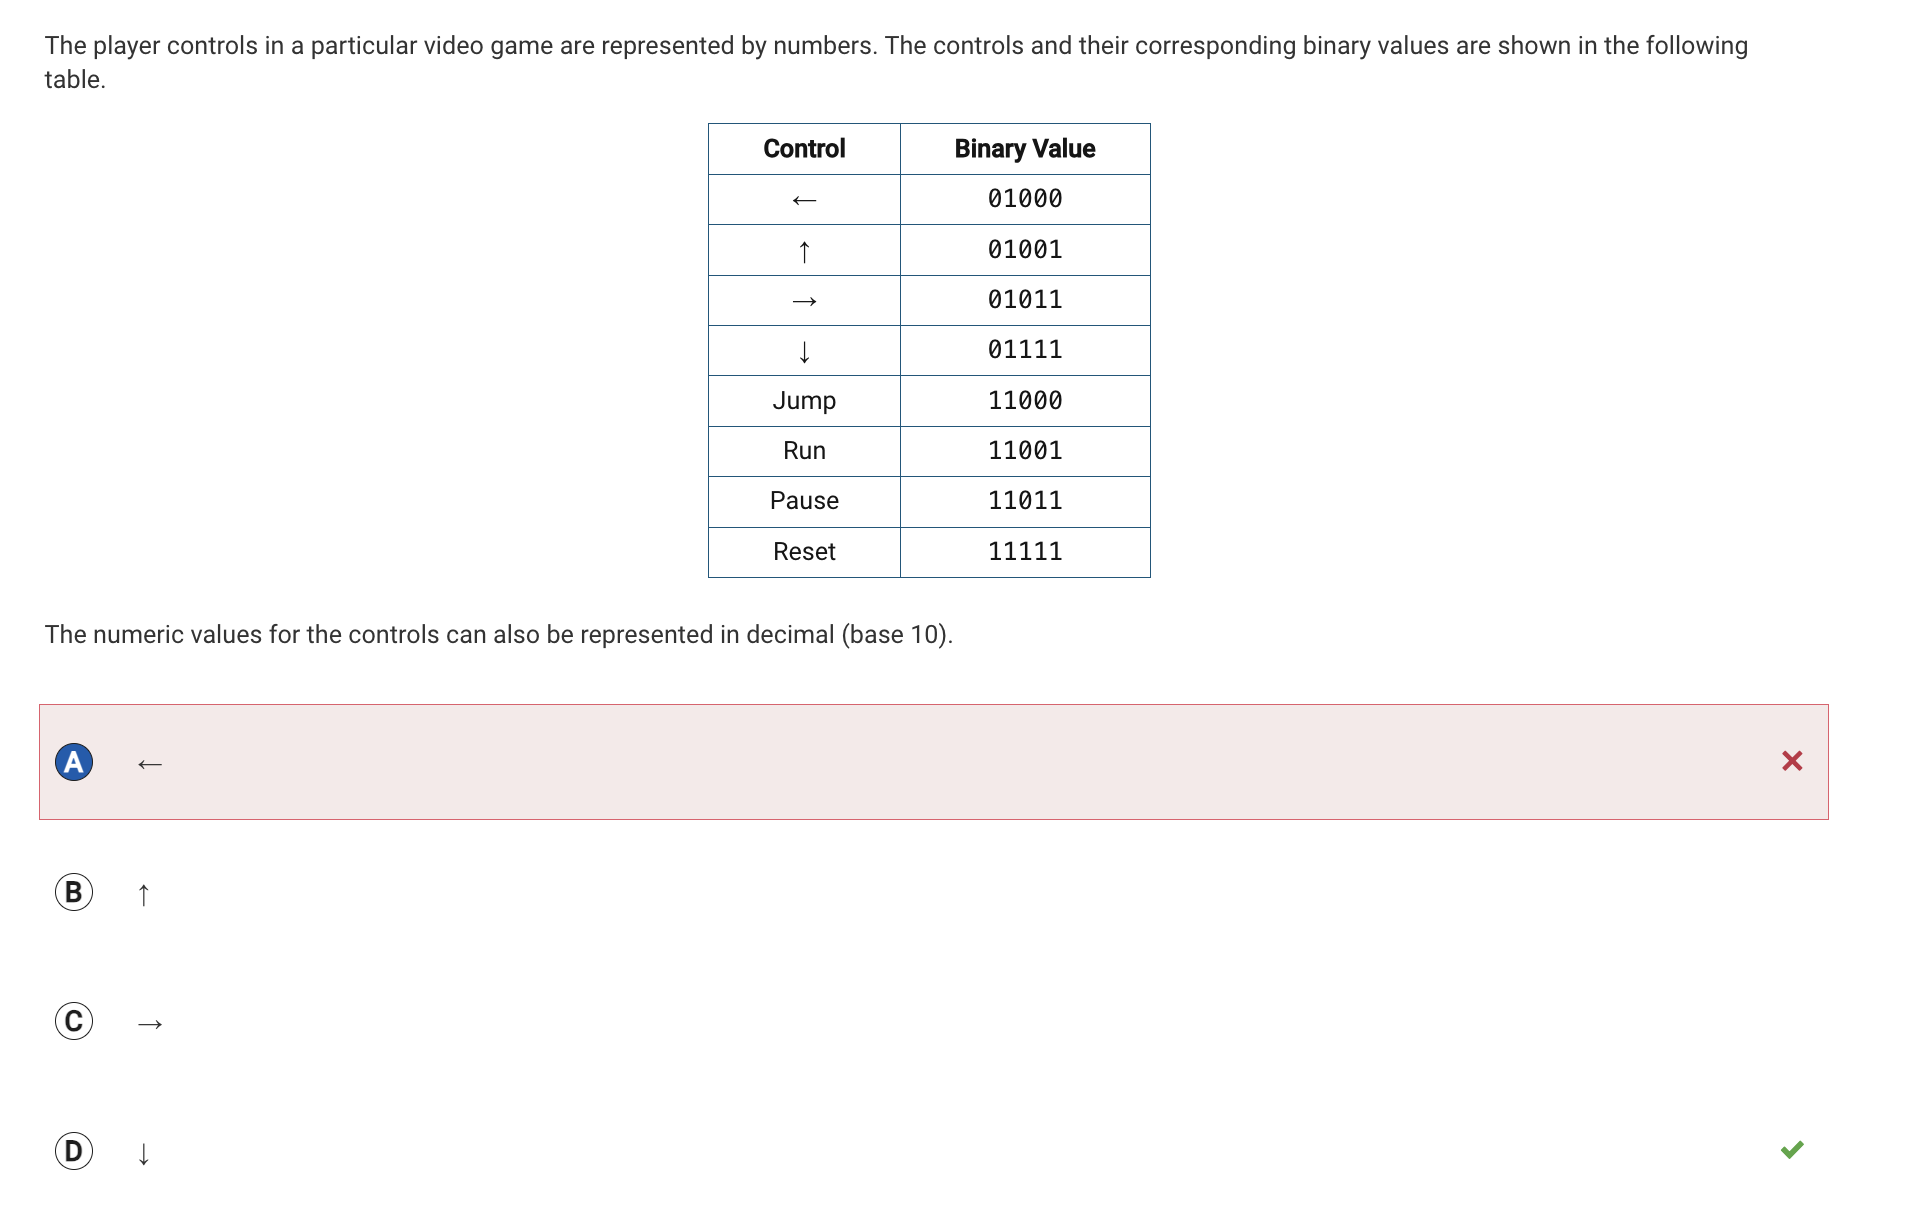 The player controls in a particular video game are represented by numbers. The controls and their corresponding binary values are shown in the following
table.
Control Binary Value
← 01000
↑ 01001
→ 01011
↓ 01111
Jump 11000
Run 11001
Pause 11011
Reset 11111
The numeric values for the controls can also be represented in decimal (base 10).
A ←
B ↑
C →
D ↓